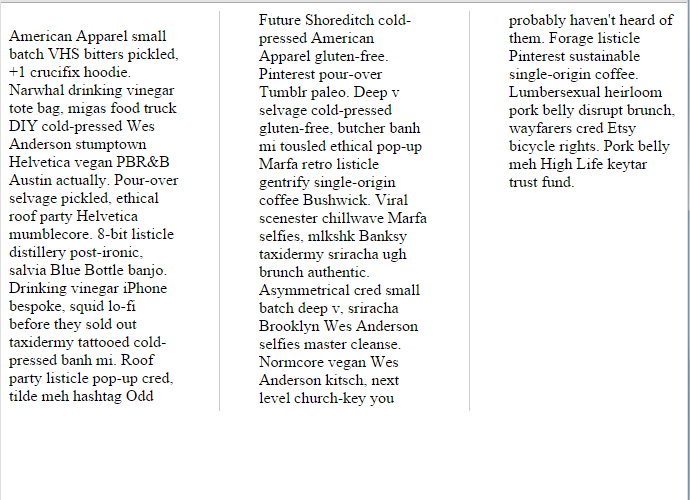 American Apparel small
batch VHS bitters pickled,
+1 crucifix hoodie.
Narwhal drinking vinegar
tote bag, migas food truck
DIY cold-pressed Wes
Anderson stumptown
Helvetica vegan PBR&B
Austin actually. Pour-over
selvage pickled, ethical
roof party Helvetica
mumblecore. 8-bit listicle
distillery post-ironic,
salvia Blue Bottle banjo.
Drinking vinegar iPhone
bespoke, squid lo-fi
before they sold out
taxidermy tattooed cold-
pressed banh mi. Roof
party listicle pop-up cred,
tilde meh hashtag Odd
Future Shoreditch cold-
pressed American
Apparel gluten-free.
Pinterest pour-over
Tumblr paleo. Deep v
selvage cold-pressed
gluten-free, butcher banh
mi tousled ethical pop-up
Marfa retro listicle
gentrify single-origin
coffee Bushwick. Viral
scenester chillwave Marfa
selfies, mlkshk Banksy
taxidermy sriracha ugh
brunch authentic.
Asymmetrical cred small
batch deep v, sriracha
Brooklyn Wes Anderson
selfies master cleanse.
Normcore vegan Wes
Anderson kitsch, next
level church-key you
probably haven't heard of
them. Forage listicle
Pinterest sustainable
single-origin coffee.
Lumbersexual heirloom
pork belly disrupt brunch,
wayfarers cred Etsy
bicycle rights. Pork belly
meh High Life keytar
trust fund.